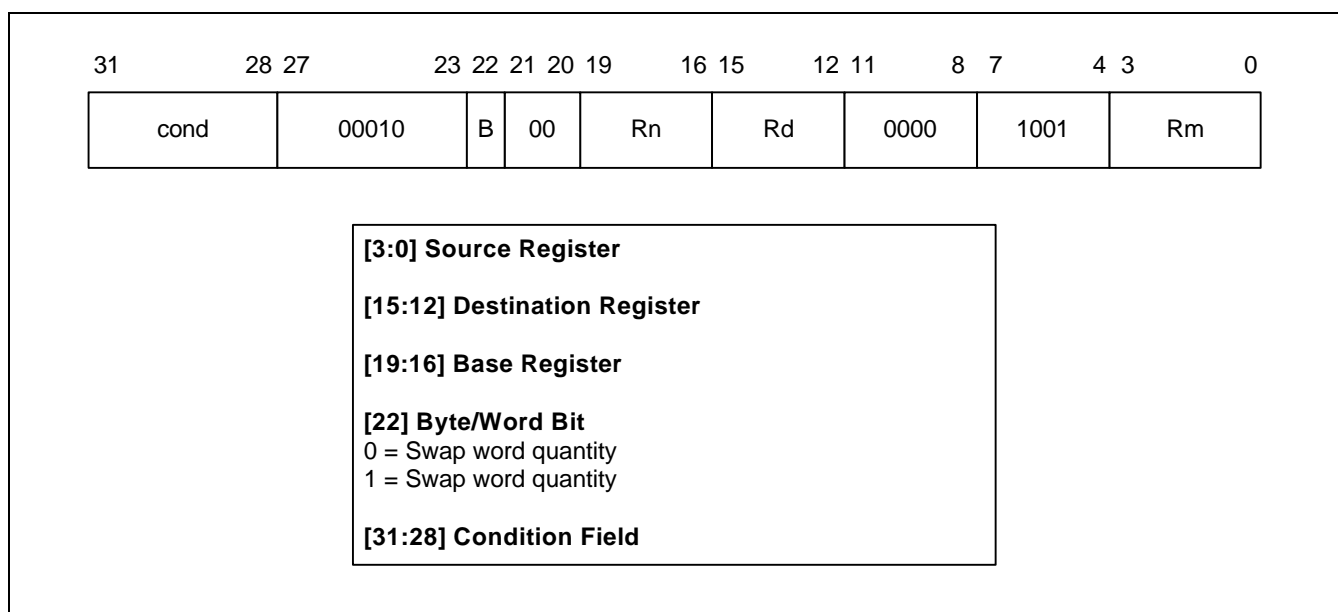 31 28 27 23 22 21 20 19 16 15 12 11 8 7 4 3 0
cond 00010 B 00 Rn Rd 0000 1001 Rm
[3:0] Source Register
[15:12] Destination Register
[19:16] Base Register
[22] Byte/Word Bit
0 = Swap word quantity
1 = Swap word quantity
[31:28] Condition Field